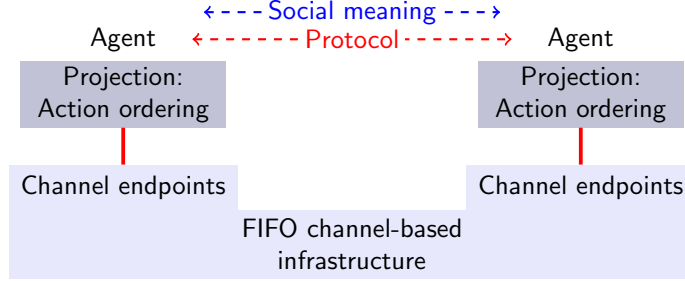 Social meaning
Agent Protocol Agent
Projection: Projection:
Action ordering Action ordering
Channel endpoints Channel endpoints
FIFO channel-based
infrastructure